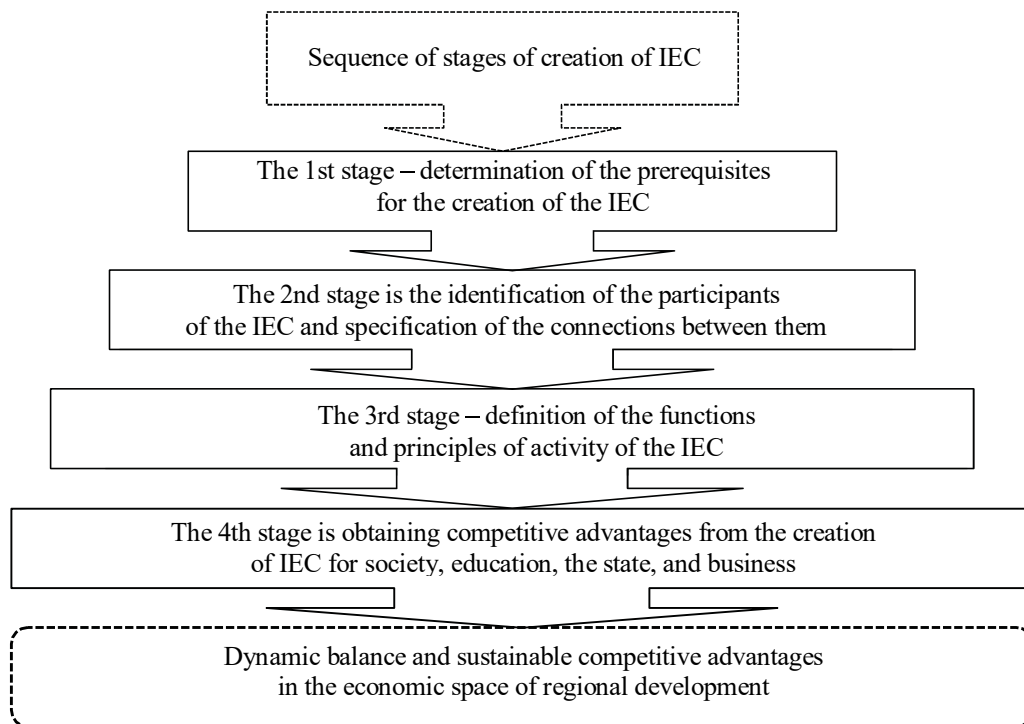 Sequence of stages of creation of IEC
The 1st stage – determination of the prerequisites
for the creation of the IEC
The 2nd stage is the identification of the participants
of the IEC and specification of the connections between them
The 3rd stage – definition of the functions
and principles of activity of the IEC
The 4th stage is obtaining competitive advantages from the creation
of IEC for society, education, the state, and business
Dynamic balance and sustainable competitive advantages
in the economic space of regional development